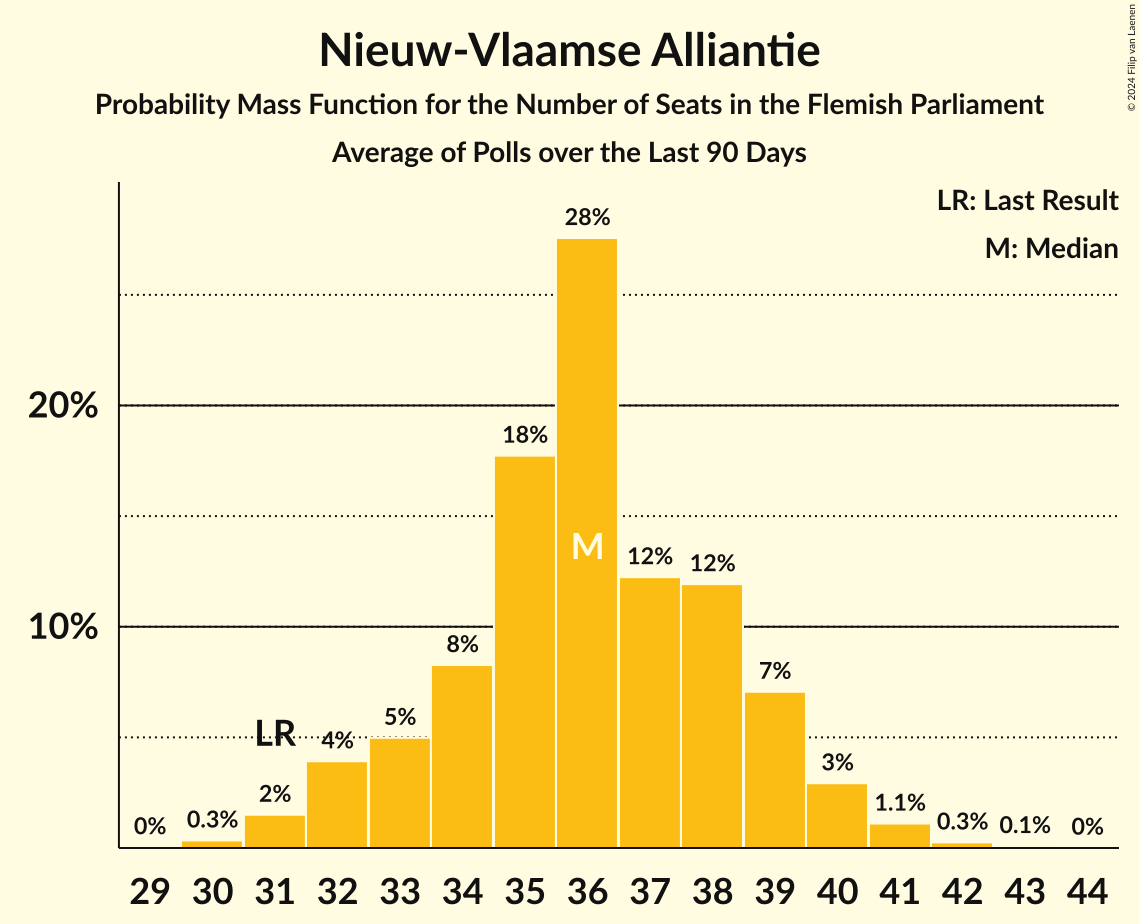 Nieuw-Vlaamse Alliantie
Probability Mass Function for the Number of Seats in the Flemish Parliament
Average of Polls over the Last 90 Days
© 2024 Filip van Laenen
LR: Last Result
M: Median
28%
20%
18%
M
12%
12%
10%
8%
7%
5%
LR
4%
3%
2%
1.1%
0%
0.3%
0.3%
0.1%
0%
29 30 31 32 33 34 35 36 37 38 39 40 41 42 43 44